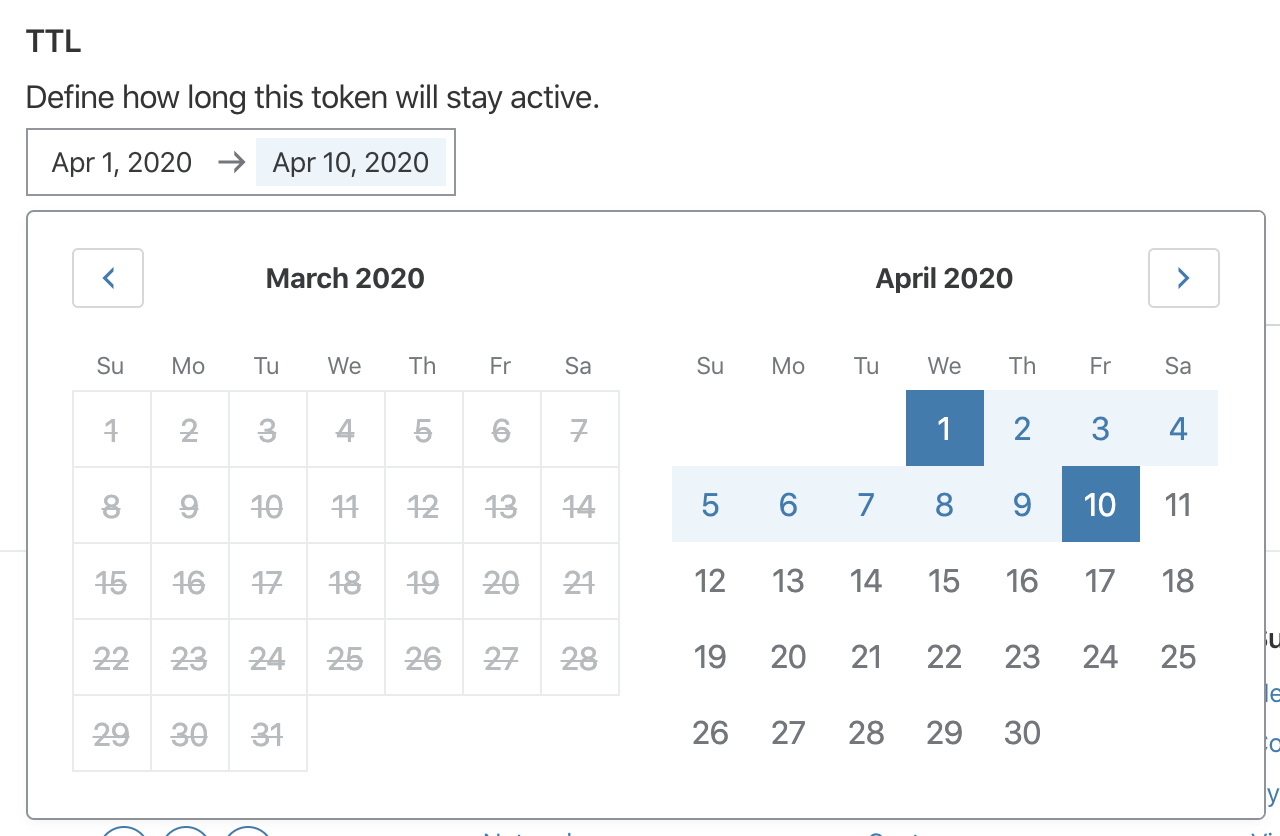 TTL
Define how long this token will stay active.
Apr 1, 2020 → Apr 10, 2020
March 2020
Su Mo Tu We Th Fr Sa
1 2 3 4 5 6 7
8 9 10 11 12 13 14
15 16 17 18 19 20 21
22 23 24 25 26 27 28
29 30 31
April 2020
Su Mo Tu We Th Fr Sa
1 2 3 4
5 6 7 8 9 10 11
12 13 14 15 16 17 18
19 20 21 22 23 24 25
26 27 28 29 30